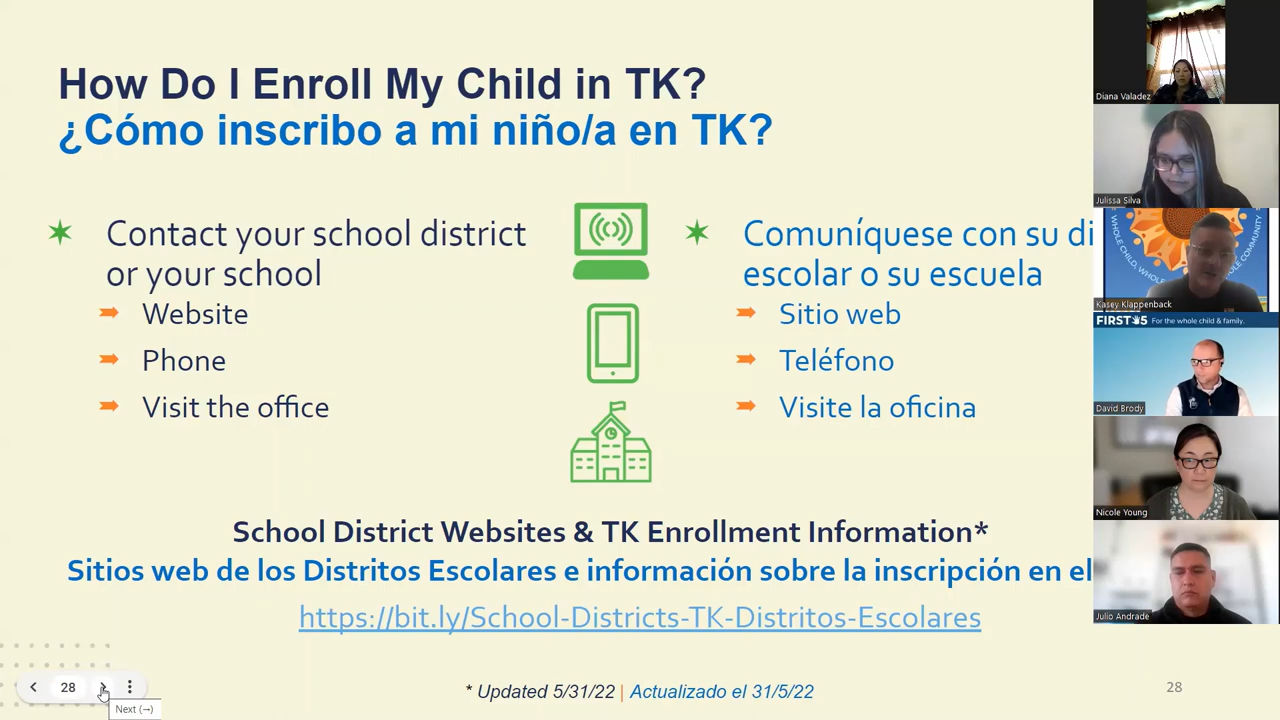 How Do I Enroll My Child in TK?
¿Cómo inscribo a mi niño/a en TK?
Contact your school district
or your school
Website
Phone
Visit the office
Comuníquese con su di
escolar o su escuela
Sitio web
Teléfono
Visite la oficina
School District Websites & TK Enrollment Information*
Sitios web de los Distritos Escolares e información sobre la inscripción en el
https://bit.ly/School-Districts-TK-Distritos-Escolares
* Updated 5/31/22 | Actualizado el 31/5/22
28
28
Next (→)
Diana Valadez
Julissa Silva
WHOLE CHILD, WHOLE
COMMUNITY
Kasey Klappenback
FIRST 5 For the whole child & family.
David Brody
Nicole Young
Julio Andrade